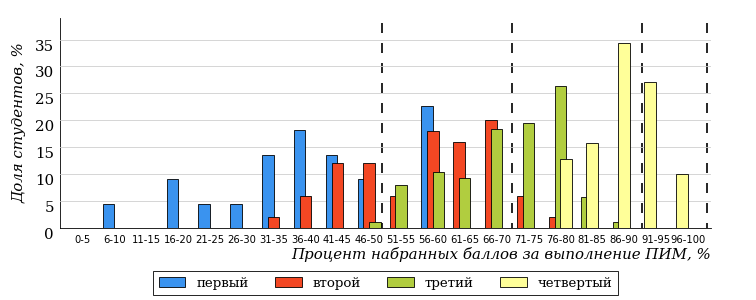 Доля студентов, %
35
30
25
20
15
10
5
0
0-5 6-10 11-15 16-20 21-25 26-30 31-35 36-40 41-45 46-50 51-55 56-60 61-65 66-70 71-75 76-80 81-85 86-90 91-95 96-100
Процент набранных баллов за выполнение ПИМ, %
первый второй третий четвертый